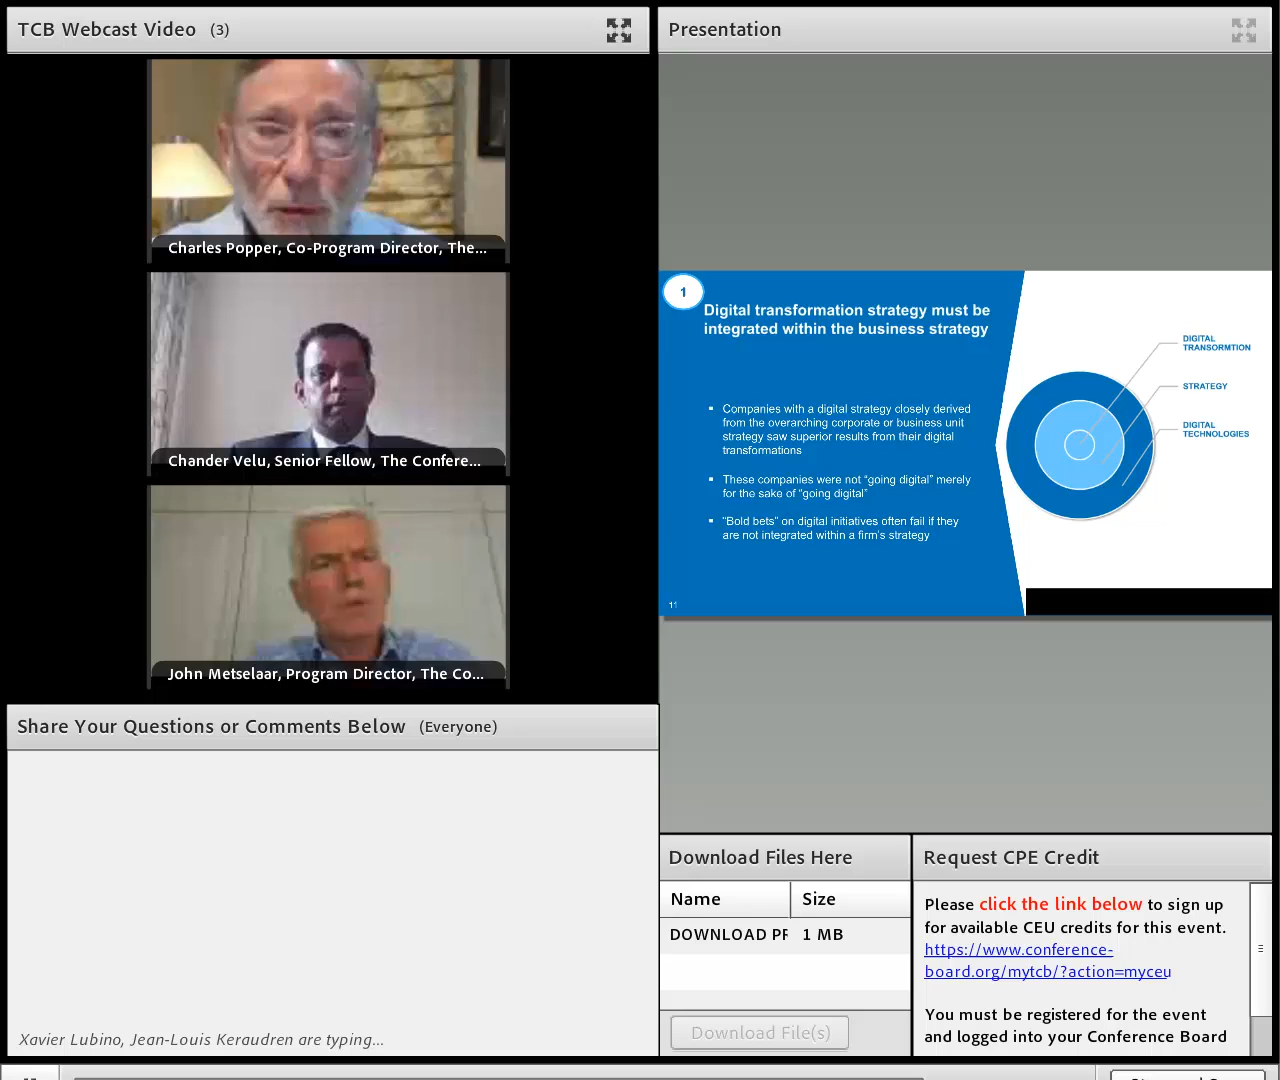 TCB Webcast Video (3)
Charles Popper, Co-Program Director, The...
Chander Velu, Senior Fellow, The Confere...
John Metselaar, Program Director, The Co...
Share Your Questions or Comments Below (Everyone)
Xavier Lubino, Jean-Louis Keraudren are typing...
Presentation
1
Digital transformation strategy must be
integrated within the business strategy
▪ Companies with a digital strategy closely derived
from the overarching corporate or business unit
strategy saw superior results from their digital
transformations
▪ These companies were not “going digital” merely
for the sake of “going digital”
▪ “Bold bets” on digital initiatives often fail if they
are not integrated within a firm’s strategy
11
DIGITAL
TRANSORMTION
STRATEGY
DIGITAL
TECHNOLOGIES
Download Files Here
Name Size
DOWNLOAD PR 1 MB
Download File(s)
Request CPE Credit
Please click the link below to sign up
for available CEU credits for this event.
https://www.conference-
board.org/mytcb/?action=myceu
You must be registered for the event
and logged into your Conference Board